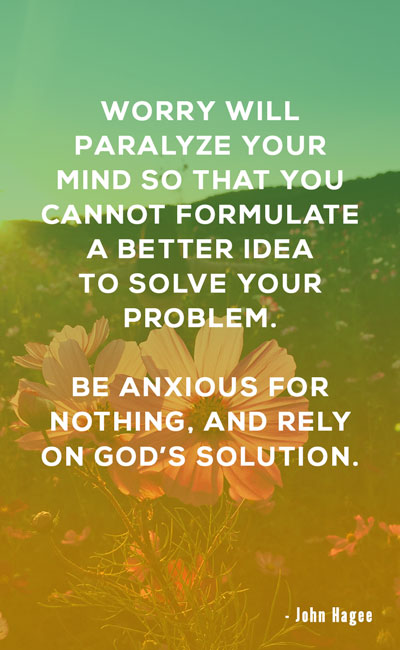 WORRY WILL
PARALYZE YOUR
MIND SO THAT YOU
CANNOT FORMULATE
A BETTER IDEA
TO SOLVE YOUR
PROBLEM.
BE ANXIOUS FOR
NOTHING, AND RELY
ON GOD'S SOLUTION.
- John Hagee